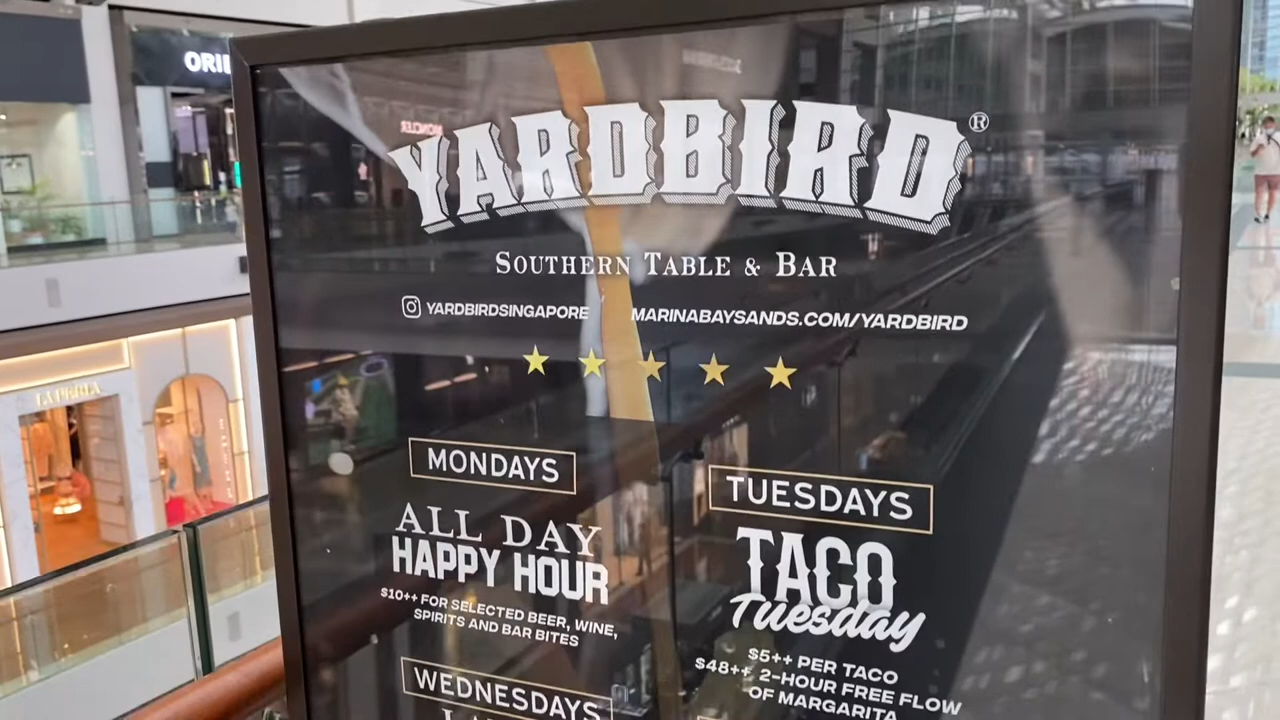 ORIE
YARDBIRD®
SOUTHERN TABLE & BAR
YARDBIRDSINGAPORE MARINABAYSANDS.COM/YARDBIRD
MONDAYS
ALL DAY
HAPPY HOUR
$10++ FOR SELECTED BEER, WINE,
SPIRITS AND BAR BITES
TUESDAYS
TACO
Tuesday
$5++ PER TACO
$48++ 2-HOUR FREE FLOW
OF MARGARITA
WEDNESDAYS
LA PERLA